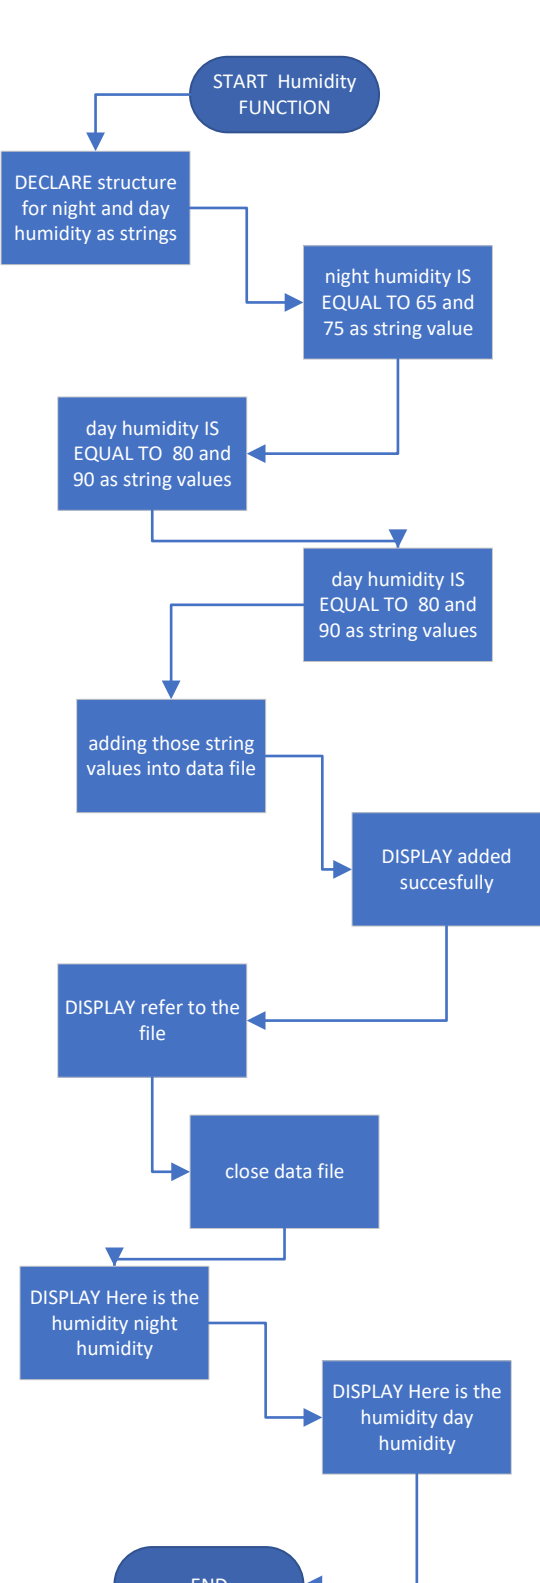 START Humidity
FUNCTION
DECLARE structure
for night and day
humidity as strings
night humidity IS
EQUAL TO 65 and
75 as string value
day humidity IS
EQUAL TO 80 and
90 as string values
day humidity IS
EQUAL TO 80 and
90 as string values
adding those string
values into data file
DISPLAY added
succesfully
DISPLAY refer to the
file
close data file
DISPLAY Here is the
humidity night
humidity
DISPLAY Here is the
humidity day
humidity
END